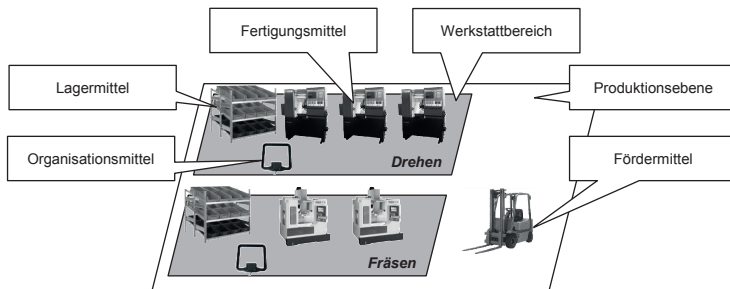 Fertigungsmittel
Werkstattbereich
Lagermittel
Produktionsebene
Organisationsmittel
Drehen
Fördermittel
Fräsen